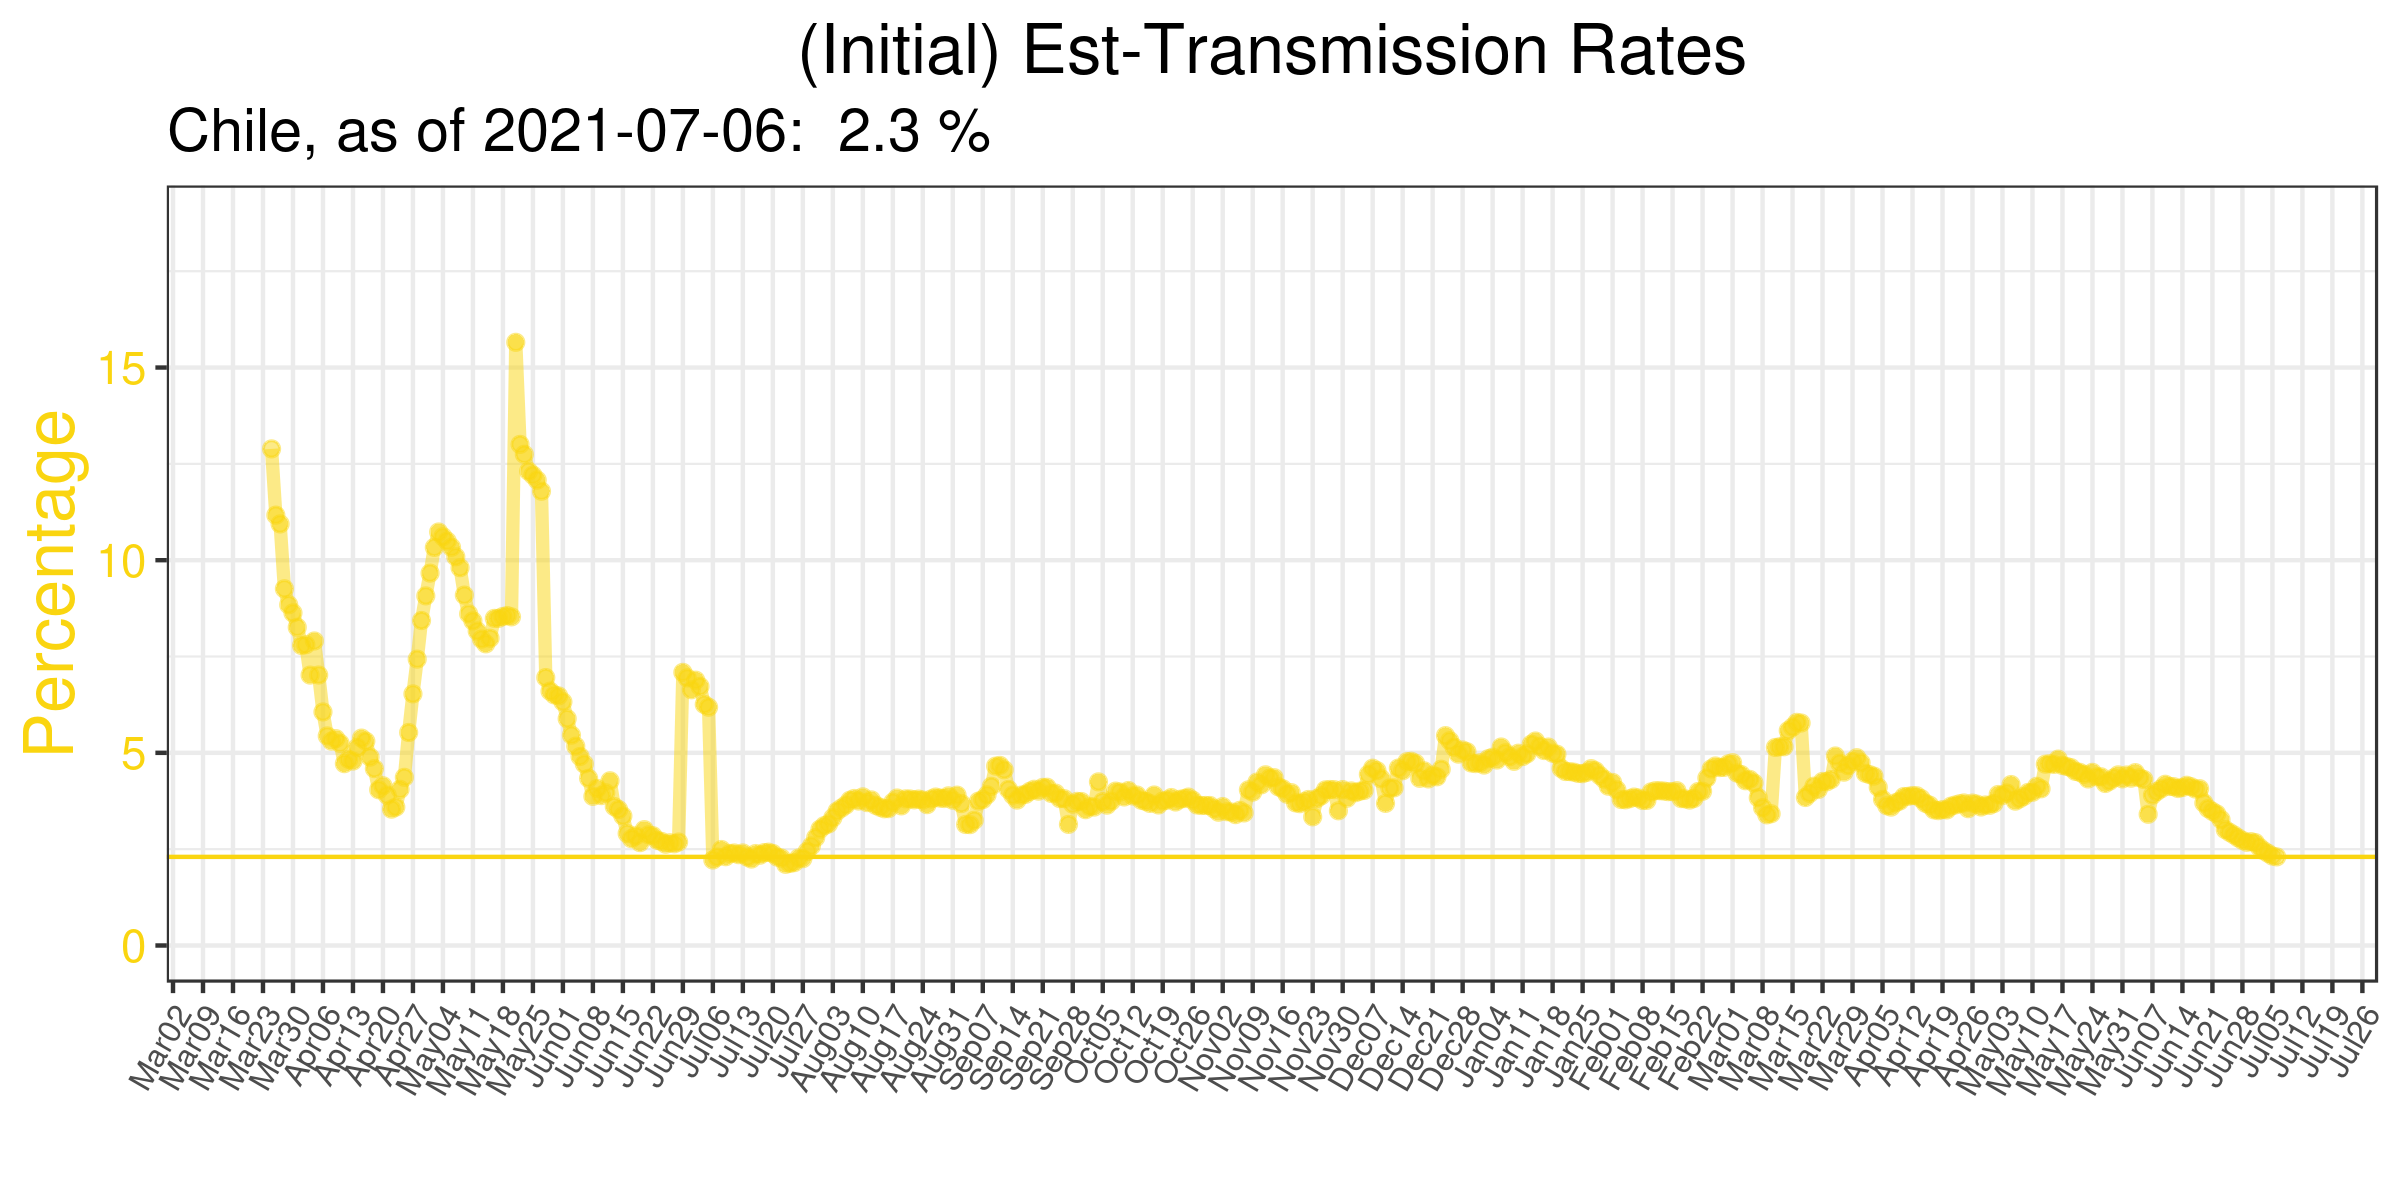 (Initial) Est-Transmission Rates
Chile, as of 2021-07-06:  2.3 %
Percentage
15
10
5
0
Mar02 Mar09 Mar16 Mar23 Mar30 Apr06 Apr13 Apr20 Apr27 May04 May11 May18 May25 Jun01 Jun08 Jun15 Jun22 Jun29 Jul06 Jul13 Jul20 Jul27 Aug03 Aug10 Aug17 Aug24 Aug31 Sep07 Sep14 Sep21 Sep28 Oct05 Oct12 Oct19 Oct26 Nov02 Nov09 Nov16 Nov23 Nov30 Dec07 Dec14 Dec21 Dec28 Jan04 Jan11 Jan18 Jan25 Feb01 Feb08 Feb15 Feb22 Mar01 Mar08 Mar15 Mar22 Mar29 Apr05 Apr12 Apr19 Apr26 May03 May10 May17 May24 May31 Jun07 Jun14 Jun21 Jun28 Jul05 Jul12 Jul19 Jul26